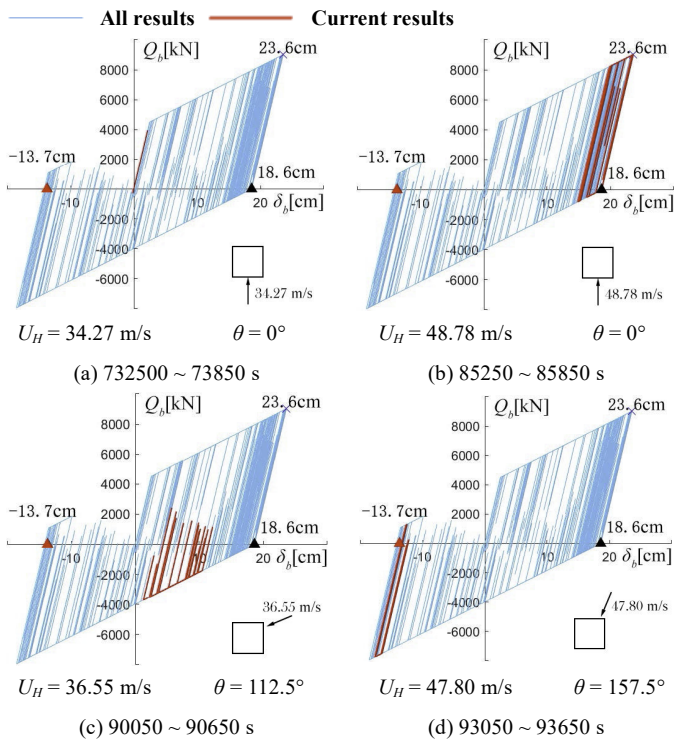 All results Current results
Q_b[kN] 23.6cm
8000
6000
4000
2000
-13.7cm
18.6cm
-10 10 20
δ_b[cm]
-2000
-4000
-6000
34.27 m/s
U_H = 34.27 m/s θ = 0°
(a) 732500 ~ 73850 s
Q_b[kN] 23.6cm
8000
6000
4000
2000
-13.7cm
18.6cm
-10 10 20
δ_b[cm]
-2000
-4000
-6000
48.78 m/s
U_H = 48.78 m/s θ = 0°
(b) 85250 ~ 85850 s
Q_b[kN] 23.6cm
8000
6000
4000
2000
-13.7cm
18.6cm
-10 10 20
δ_b[cm]
-2000
-4000
-6000
36.55 m/s
U_H = 36.55 m/s θ = 112.5°
(c) 90050 ~ 90650 s
Q_b[kN] 23.6cm
8000
6000
4000
2000
-13.7cm
18.6cm
-10 10 20
δ_b[cm]
-2000
-4000
-6000
47.80 m/s
U_H = 47.80 m/s θ = 157.5°
(d) 93050 ~ 93650 s